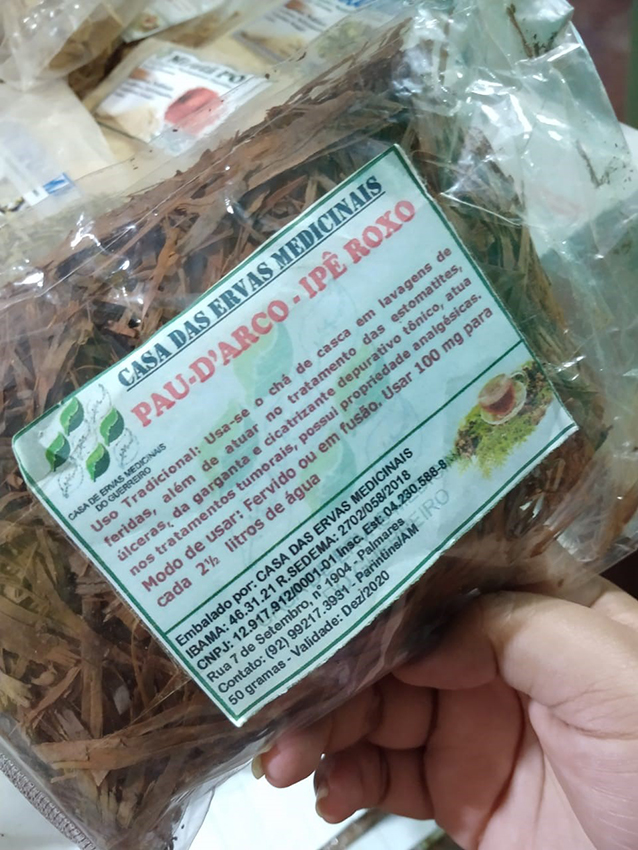 CASA DAS ERVAS MEDICINAIS
PAU-D'ARCO - IPÊ ROXO
CASA DE ERVAS MEDICINAIS
DO GUERREIRO
Uso Tradicional: Usa-se o chá de casca em lavagens de
feridas, além de atuar no tratamento das estomatites,
úlceras, da garganta e cicatrizante depurativo tônico, atua
nos tratamentos tumorais, possui propriedade analgésicas.
Modo de usar: Fervido ou em fusão. Usar 100 mg para
cada 2½ litros de água
Embalado por: CASA DAS ERVAS MEDICINAIS
IBAMA: 46.31.21 R.SEDEMA: 2702/058/2018
CNPJ: 12.917.912/0001-01 Insc. Est: 04.230.588-8
Rua 7 de Setembro, nº 1904 - Palmares
Contato: (92) 99217.3991 - Parintins/AM
50 gramas - Validade: Dez/2020